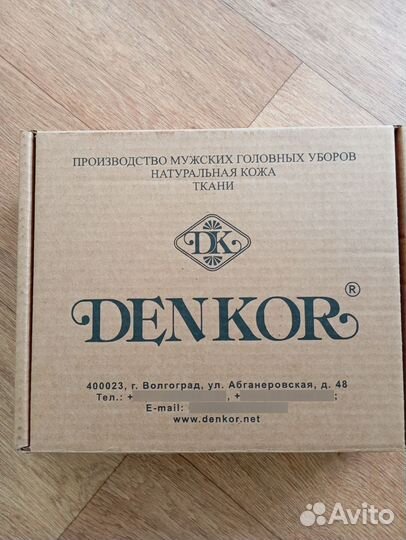 ПРОИЗВОДСТВО МУЖСКИХ ГОЛОВНЫХ УБОРОВ
НАТУРАЛЬНАЯ КОЖА
ТКАНИ
DK
DENKOR®
400023, г. Волгоград, ул. Абганеровская, д. 48
Тел.: + , + ;
E-mail:
www.denkor.net
Avito